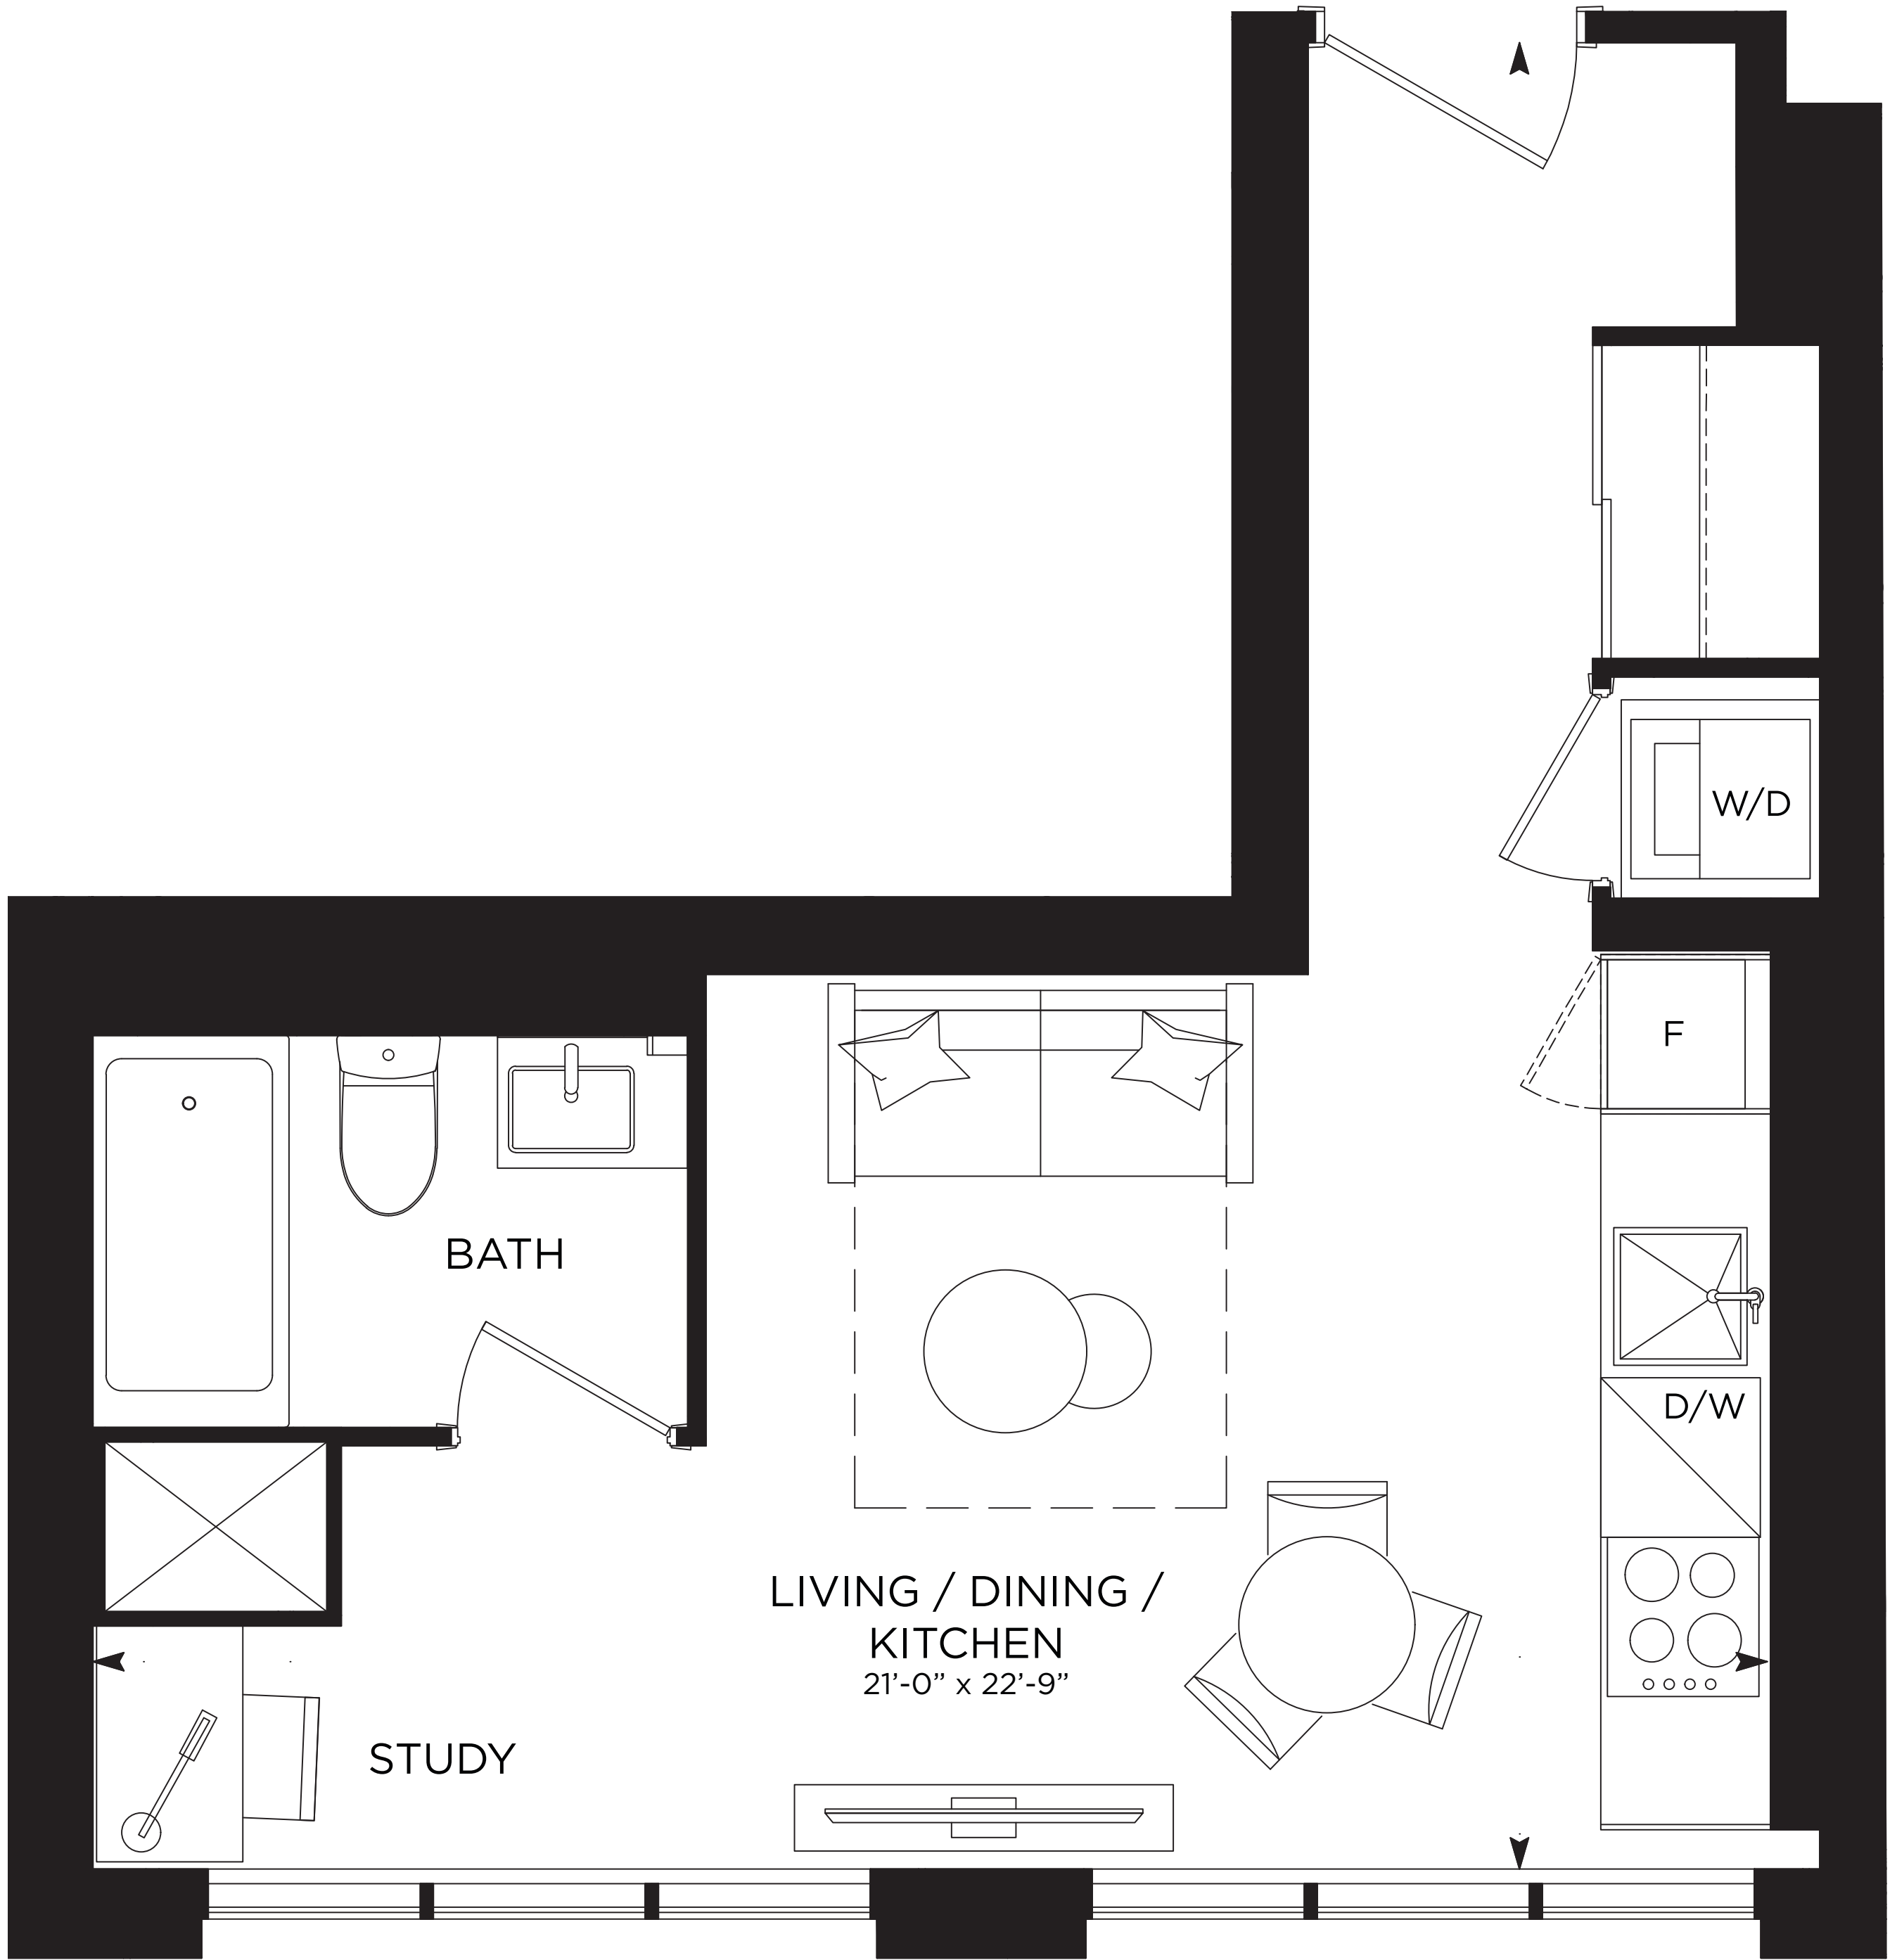 W/D
F
BATH
D/W
LIVING / DINING /
KITCHEN
21’-0” x 22’-9”
STUDY